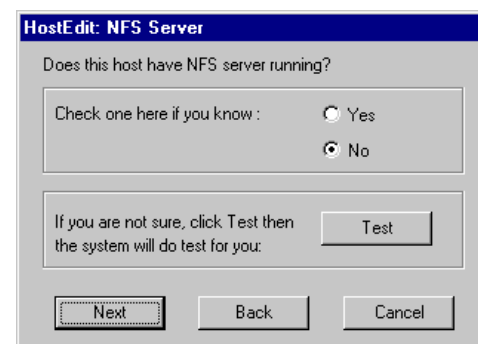 HostEdit: NFS Server
Does this host have NFS server running?
Check one here if you know :
Yes
No
If you are not sure, click Test then
the system will do test for you:
Test
Next
Back
Cancel